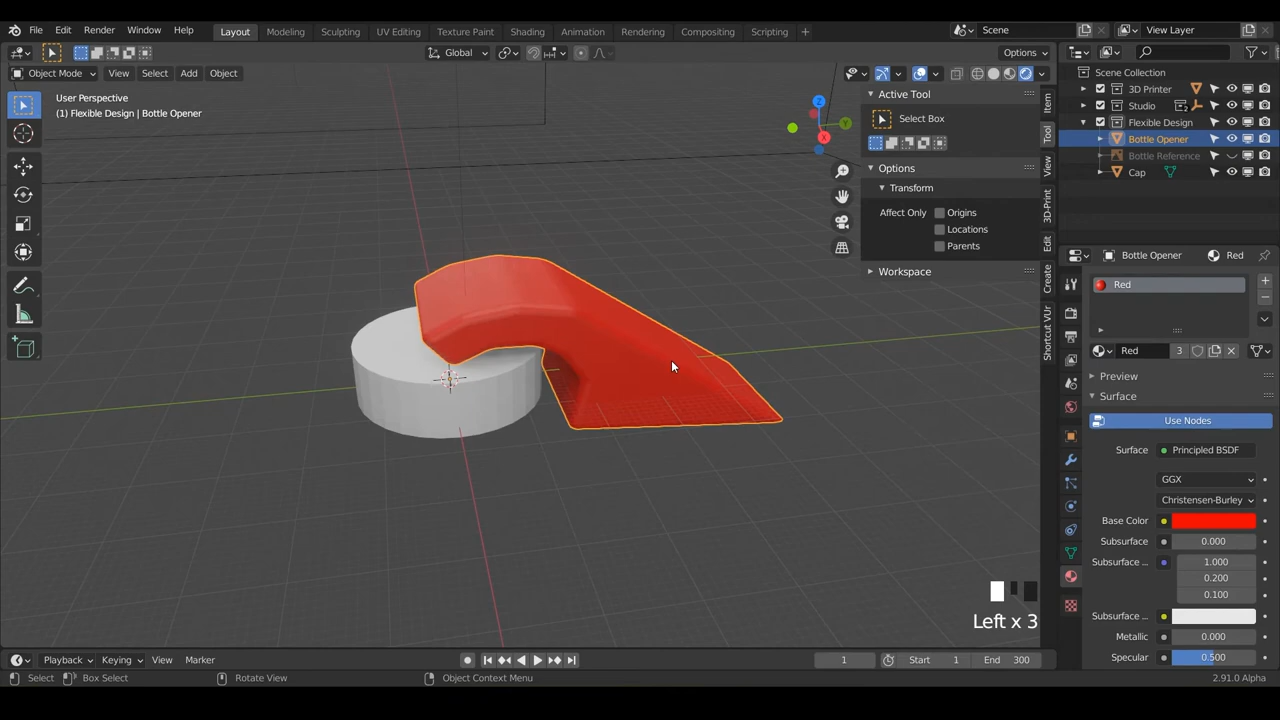 File Edit Render Window Help Layout Modeling Sculpting UV Editing Texture Paint Shading Animation Rendering Compositing Scripting + Scene View Layer
Global Options
Object Mode View Select Add Object
User Perspective
(1) Flexible Design | Bottle Opener
Z
Y
X
Active Tool
Select Box
Options
Transform
Affect Only Origins
Locations
Parents
Workspace
Item
Tool
View
3D-Print
Edit
Create
Shortcut VUr
Scene Collection
3D Printer
Studio 2
Flexible Design
Bottle Opener
Bottle Reference
Cap
Bottle Opener Red
Red
Red 3
Preview
Surface
Use Nodes
Surface Principled BSDF
GGX
Christensen-Burley
Base Color
Subsurface 0.000
Subsurface ... 1.000
0.200
0.100
Subsurface ...
Metallic 0.000
Specular 0.500
Left x 3
Playback Keying View Marker 1 Start 1 End 300
Select Box Select Rotate View Object Context Menu 2.91.0 Alpha